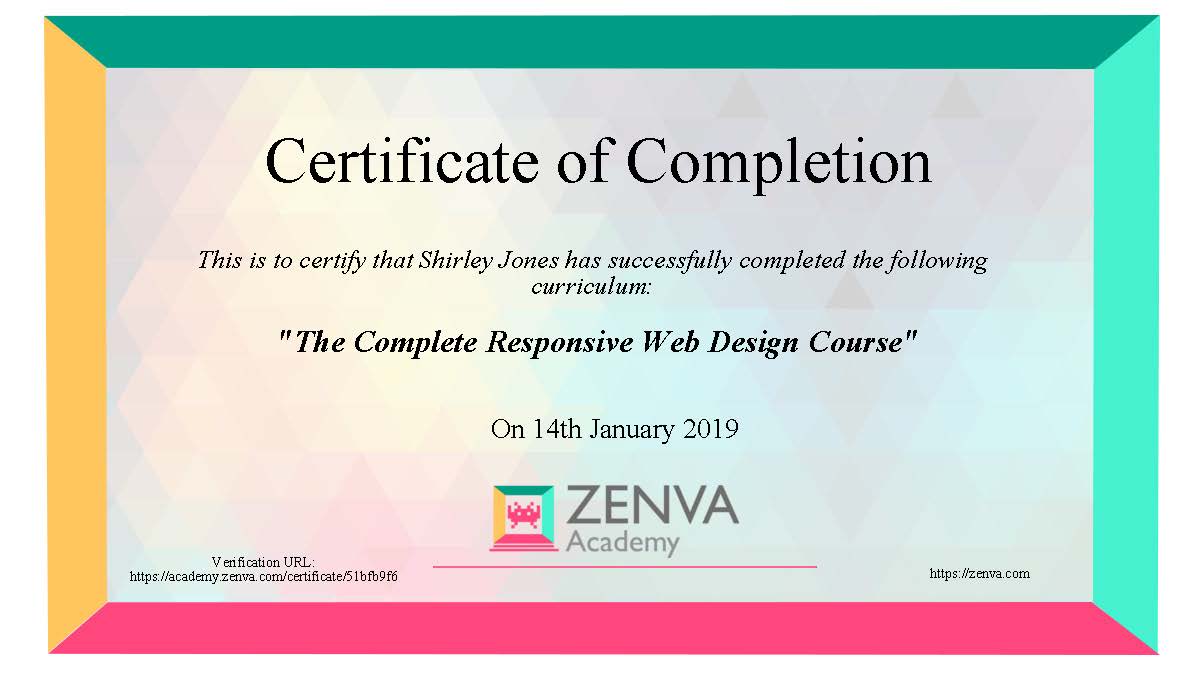 Certificate of Completion
This is to certify that Shirley Jones has successfully completed the following
curriculum:
"The Complete Responsive Web Design Course"
On 14th January 2019
ZENVA
Academy
Verification URL:
https://academy.zenva.com/certificate/51bfb9f6
https://zenva.com